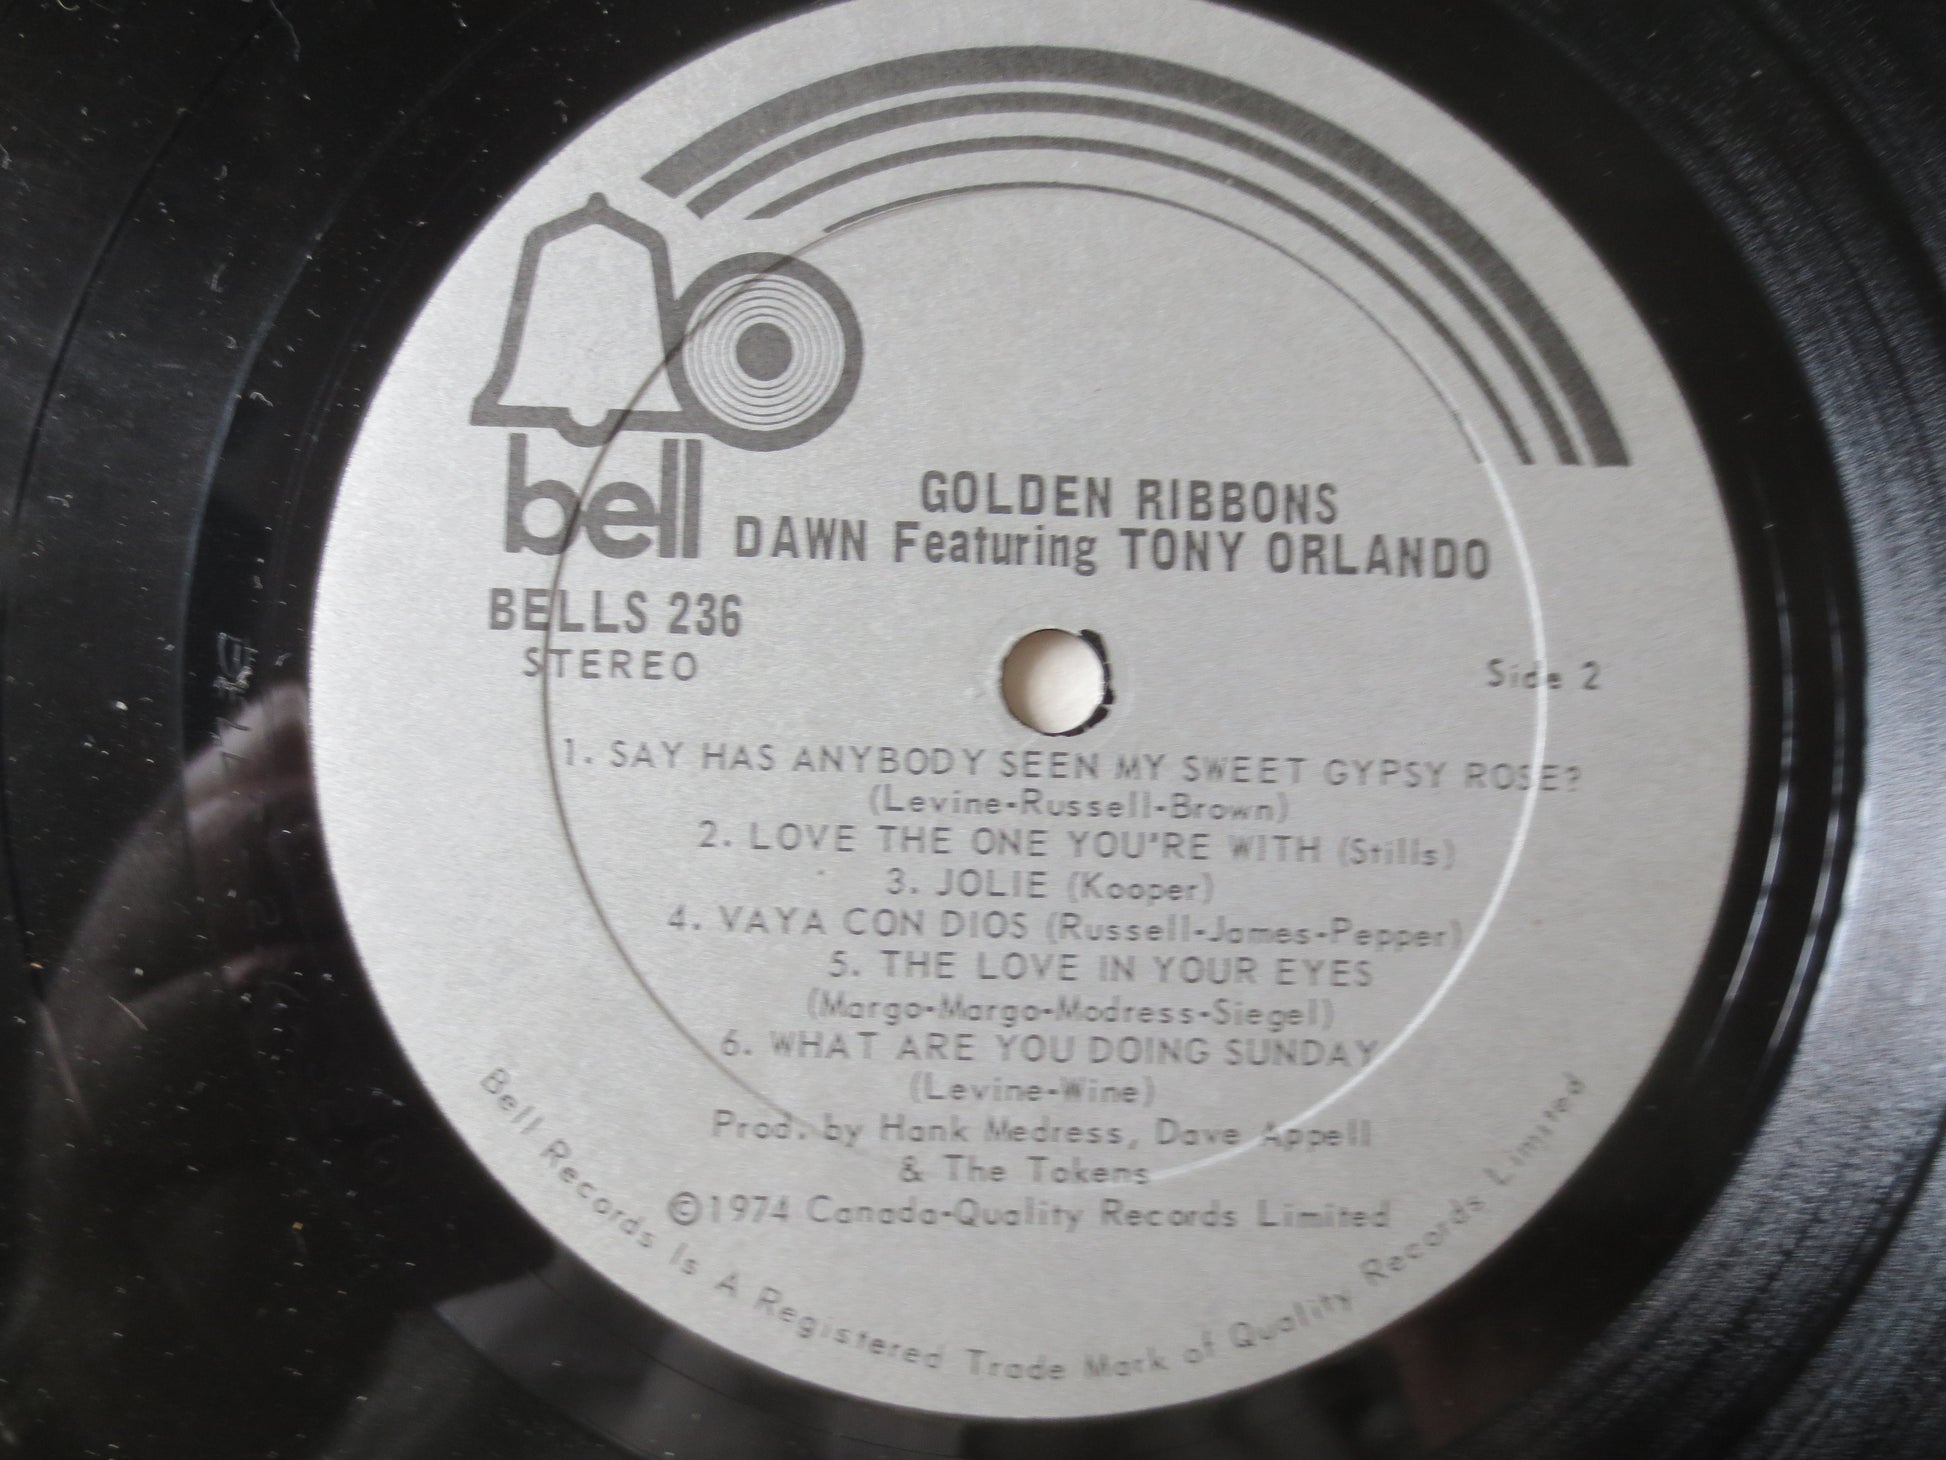 bell
GOLDEN RIBBONS
DAWN Featuring TONY ORLANDO
BELLS 236
STEREO
Side 2
1. SAY HAS ANYBODY SEEN MY SWEET GYPSY ROSE?
(Levine-Russell-Brown)
2. LOVE THE ONE YOU'RE WITH (Stills)
3. JOLIE (Kooper)
4. VAYA CON DIOS (Russell-James-Pepper)
5. THE LOVE IN YOUR EYES
(Margo-Margo-Modress-Siegel)
6. WHAT ARE YOU DOING SUNDAY
(Levine-Wine)
Prod. by Hank Medress, Dave Appell
& The Tokens
©1974 Canada-Quality Records Limited
Bell Records Is A Registered Trade Mark of Quality Records Limited